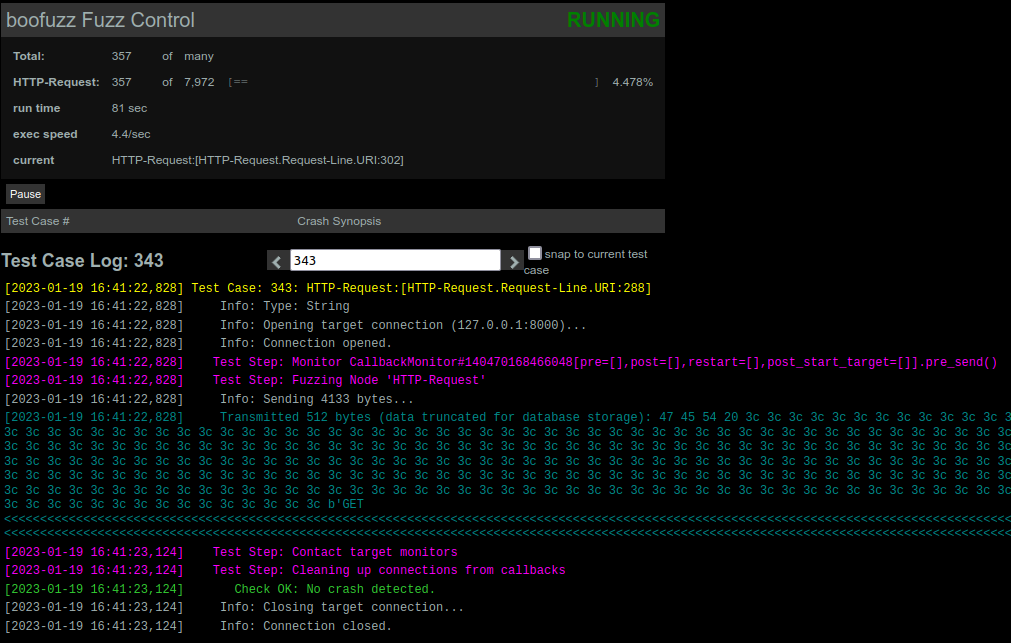 boofuzz Fuzz Control
RUNNING
Total: 357 of many
HTTP-Request: 357 of 7,972 [== ] 4.478%
run time 81 sec
exec speed 4.4/sec
current HTTP-Request:[HTTP-Request.Request-Line.URI:302]
Pause
Test Case # Crash Synopsis
Test Case Log: 343
343
snap to current test
case
[2023-01-19 16:41:22,828] Test Case: 343: HTTP-Request:[HTTP-Request.Request-Line.URI:288]
[2023-01-19 16:41:22,828] Info: Type: String
[2023-01-19 16:41:22,828] Info: Opening target connection (127.0.0.1:8000)...
[2023-01-19 16:41:22,828] Info: Connection opened.
[2023-01-19 16:41:22,828] Test Step: Monitor CallbackMonitor#140470168466048[pre=[],post=[],restart=[],post_start_target=[]].pre_send()
[2023-01-19 16:41:22,828] Test Step: Fuzzing Node 'HTTP-Request'
[2023-01-19 16:41:22,828] Info: Sending 4133 bytes...
[2023-01-19 16:41:22,828] Transmitted 512 bytes (data truncated for database storage): 47 45 54 20 3c 3c 3c 3c 3c 3c 3c 3c 3c 3c 3c 3c 3
3c 3c 3c 3c 3c 3c 3c 3c 3c 3c 3c 3c 3c 3c 3c 3c 3c 3c 3c 3c 3c 3c 3c 3c 3c 3c 3c 3c 3c 3c 3c 3c 3c 3c 3c 3c 3c 3c 3c 3c 3c 3c 3c 3c 3c 3c 3c
3c 3c 3c 3c 3c 3c 3c 3c 3c 3c 3c 3c 3c 3c 3c 3c 3c 3c 3c 3c 3c 3c 3c 3c 3c 3c 3c 3c 3c 3c 3c 3c 3c 3c 3c 3c 3c 3c 3c 3c 3c 3c 3c 3c 3c 3c 3c
3c 3c 3c 3c 3c 3c 3c 3c 3c 3c 3c 3c 3c 3c 3c 3c 3c 3c 3c 3c 3c 3c 3c 3c 3c 3c 3c 3c 3c 3c 3c 3c 3c 3c 3c 3c 3c 3c 3c 3c 3c 3c 3c 3c 3c 3c 3c
3c 3c 3c 3c 3c 3c 3c 3c 3c 3c 3c 3c 3c 3c 3c 3c 3c 3c 3c 3c 3c 3c 3c 3c 3c 3c 3c 3c 3c 3c 3c 3c 3c 3c 3c 3c 3c 3c 3c 3c 3c 3c 3c 3c 3c 3c 3c
3c 3c 3c 3c 3c 3c 3c 3c 3c 3c 3c 3c 3c 3c 3c 3c 3c 3c 3c 3c 3c 3c 3c 3c 3c 3c 3c 3c 3c 3c 3c 3c 3c 3c 3c 3c 3c 3c 3c 3c 3c 3c 3c 3c 3c 3c 3c
3c 3c 3c 3c 3c 3c 3c 3c 3c 3c 3c 3c 3c 3c 3c b'GET
<<<<<<<<<<<<<<<<<<<<<<<<<<<<<<<<<<<<<<<<<<<<<<<<<<<<<<<<<<<<<<<<<<<<<<<<<<<<<<<<<<<<<<<<<<<<<<<<<<<<<<<<<<<<<<<<<<<<<<<<<<<<<<<<<<<<<<<<<<<<
<<<<<<<<<<<<<<<<<<<<<<<<<<<<<<<<<<<<<<<<<<<<<<<<<<<<<<<<<<<<<<<<<<<<<<<<<<<<<<<<<<<<<<<<<<<<<<<<<<<<<<<<<<<<<<<<<<<<<<<<<<<<<<<<<<<<<<<<<<<<
[2023-01-19 16:41:23,124] Test Step: Contact target monitors
[2023-01-19 16:41:23,124] Test Step: Cleaning up connections from callbacks
[2023-01-19 16:41:23,124] Check OK: No crash detected.
[2023-01-19 16:41:23,124] Info: Closing target connection...
[2023-01-19 16:41:23,124] Info: Connection closed.